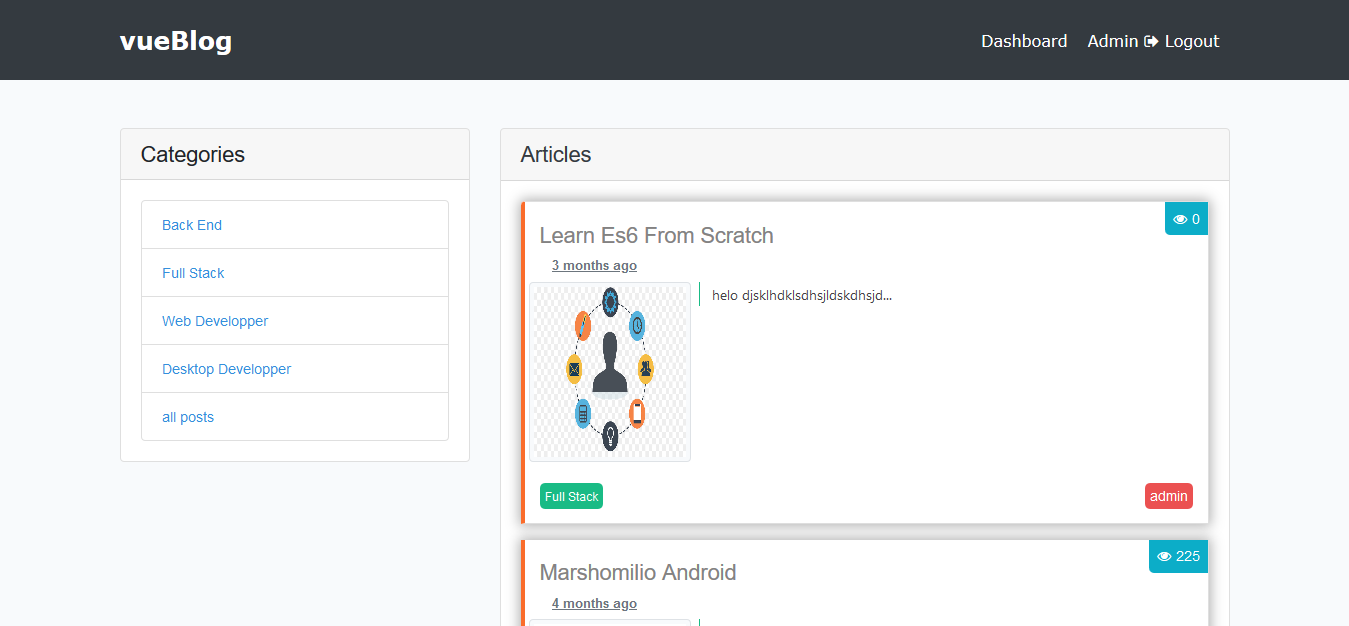 vueBlog
Dashboard Admin Logout
Categories
Back End
Full Stack
Web Developper
Desktop Developper
all posts
Articles
0
Learn Es6 From Scratch
3 months ago
helo djsklhdklsdhsjldskdhsjd...
Full Stack
admin
225
Marshomilio Android
4 months ago